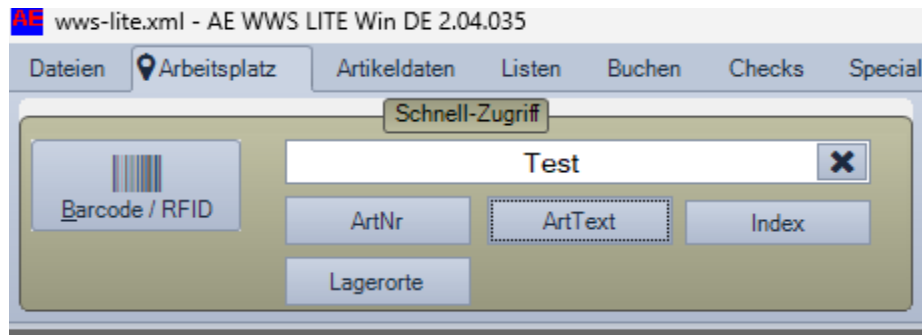 AE wws-lite.xml - AE WWS LITE Win DE 2.04.035
Dateien Arbeitsplatz Artikeldaten Listen Buchen Checks Special
Schnell-Zugriff
Test
Barcode / RFID
ArtNr ArtText Index
Lagerorte